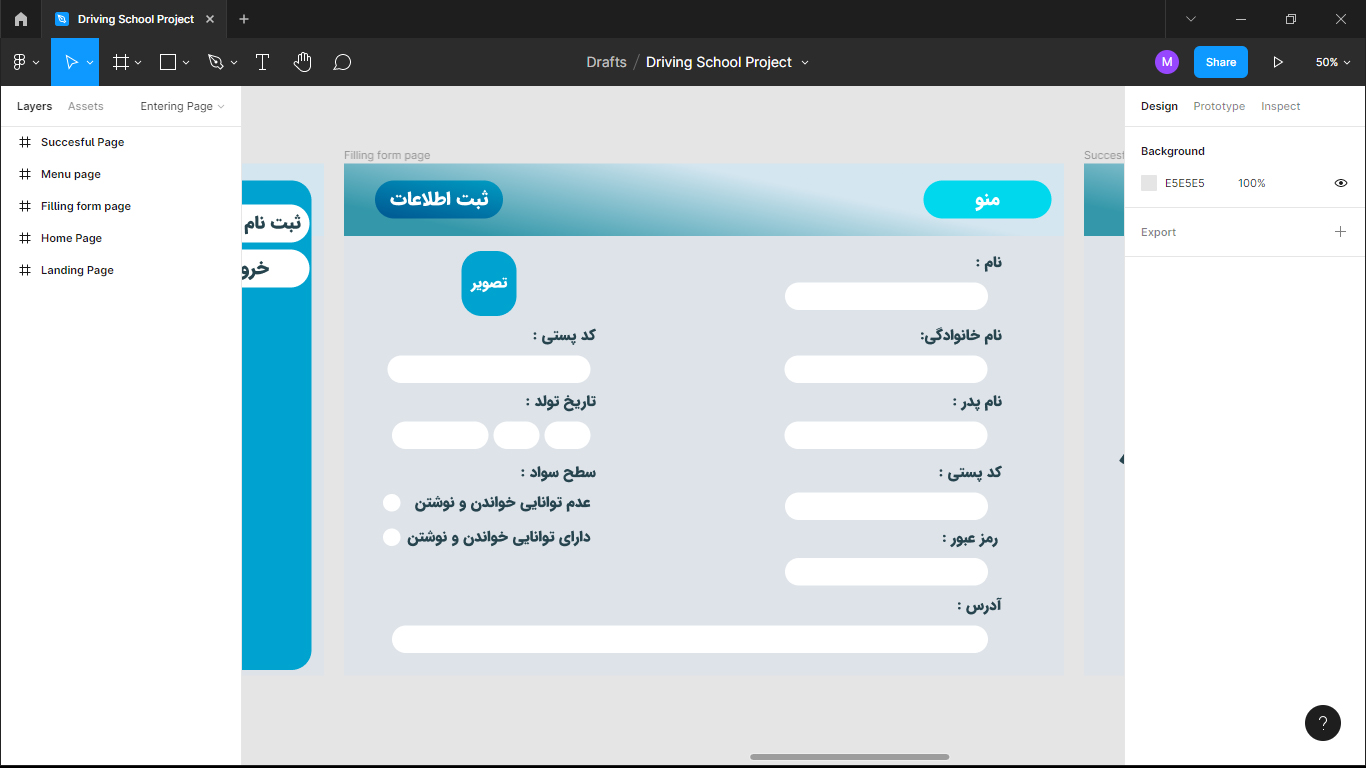 Driving School Project
Drafts / Driving School Project
M
Share
50%
Layers
Assets
Entering Page
Succesful Page
Menu page
Filling form page
Home Page
Landing Page
ثبت نام
Filling form page
منو
ثبت اطلاعات
نام :
تصویر
نام خانوادگی:
کد پستی :
نام پدر :
تاریخ تولد :
کد پستی :
سطح سواد :
عدم توانایی خواندن و نوشتن
رمز عبور :
دارای توانایی خواندن و نوشتن
آدرس :
Design
Prototype
Inspect
Background
E5E5E5
100%
Export
?